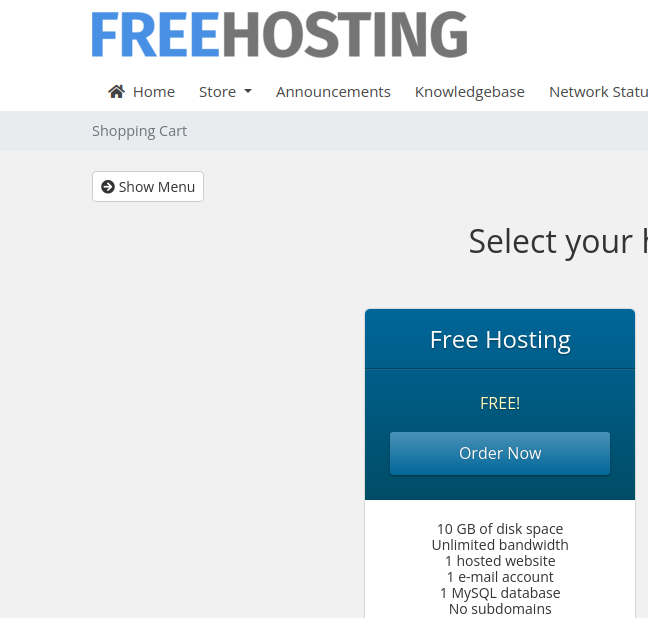 FREEHOSTING
Home Store Announcements Knowledgebase Network Statu
Shopping Cart
Show Menu
Select your
Free Hosting
FREE!
Order Now
10 GB of disk space
Unlimited bandwidth
1 hosted website
1 e-mail account
1 MySQL database
No subdomains